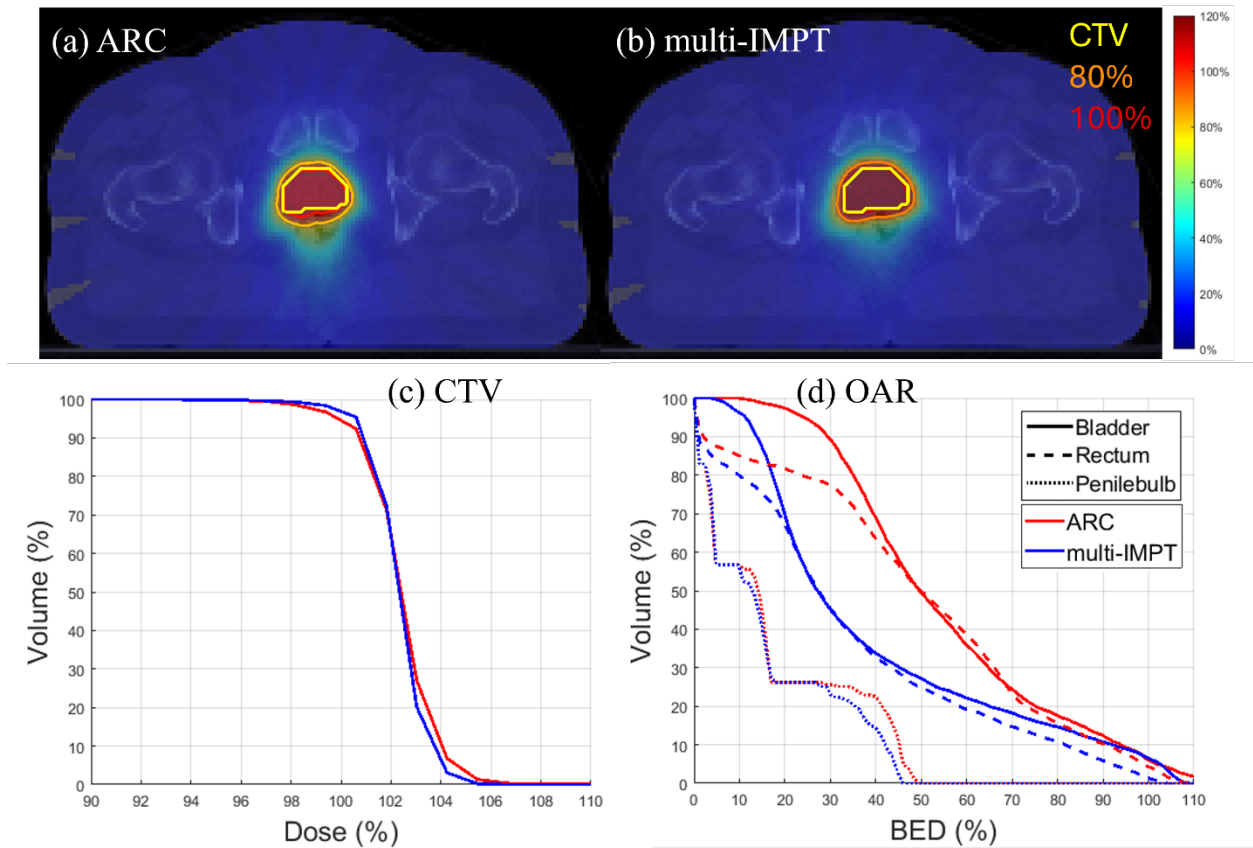 (a) ARC
(b) multi-IMPT
CTV
80%
100%
120%
100%
80%
60%
40%
20%
0%
(c) CTV
Volume (%)
100
90
80
70
60
50
40
30
20
10
0
90 92 94 96 98 100 102 104 106 108 110
Dose (%)
(d) OAR
Bladder
Rectum
Penilebulb
ARC
multi-IMPT
Volume (%)
100
90
80
70
60
50
40
30
20
10
0
0 10 20 30 40 50 60 70 80 90 100 110
BED (%)